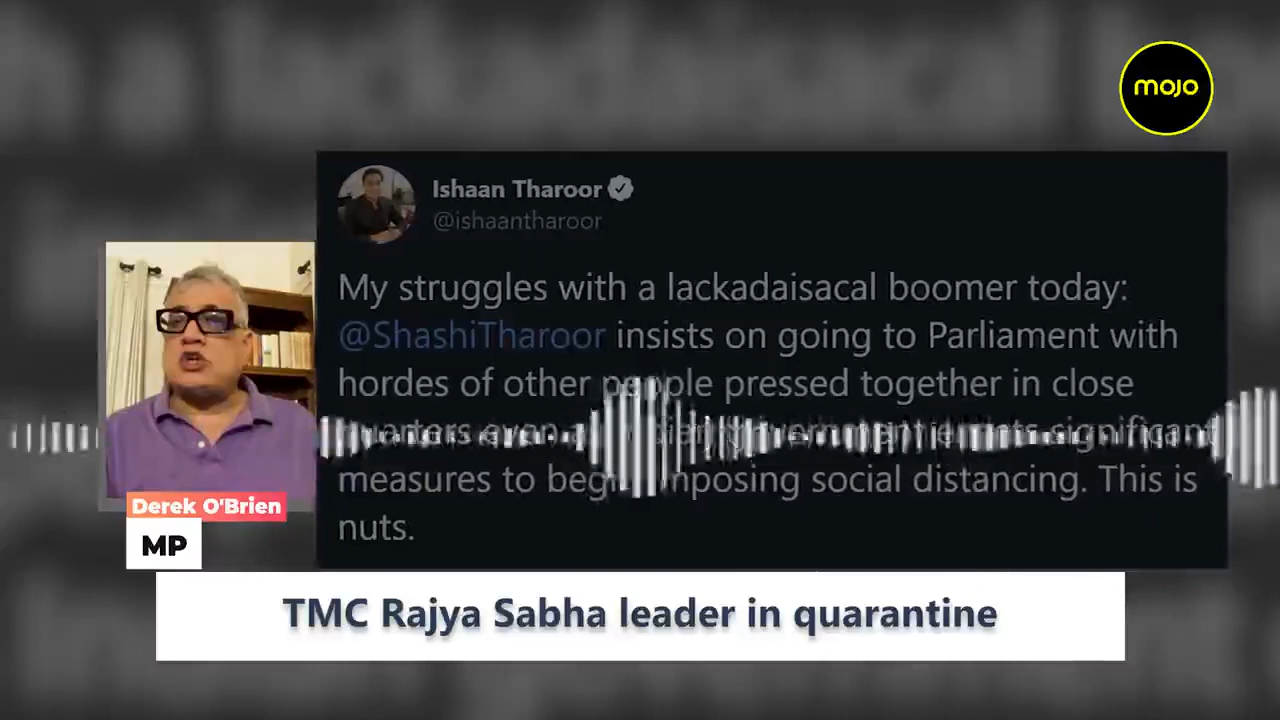 mojo
Ishaan Tharoor
@ishaantharoor
My struggles with a lackadaisacal boomer today:
@ShashiTharoor insists on going to Parliament with
hordes of other people pressed together in close
significant
measures to begin imposing social distancing. This is
nuts.
Derek O'Brien
MP
TMC Rajya Sabha leader in quarantine